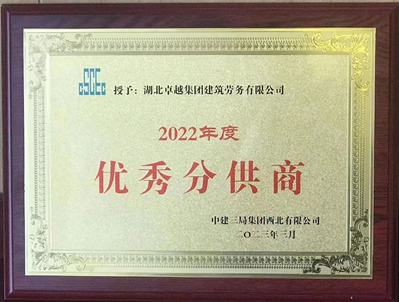 CSCEC
授予：湖北卓越集团建筑劳务有限公司
2022年度
优秀分供商
中建三局集团西北有限公司
二〇二三年三月